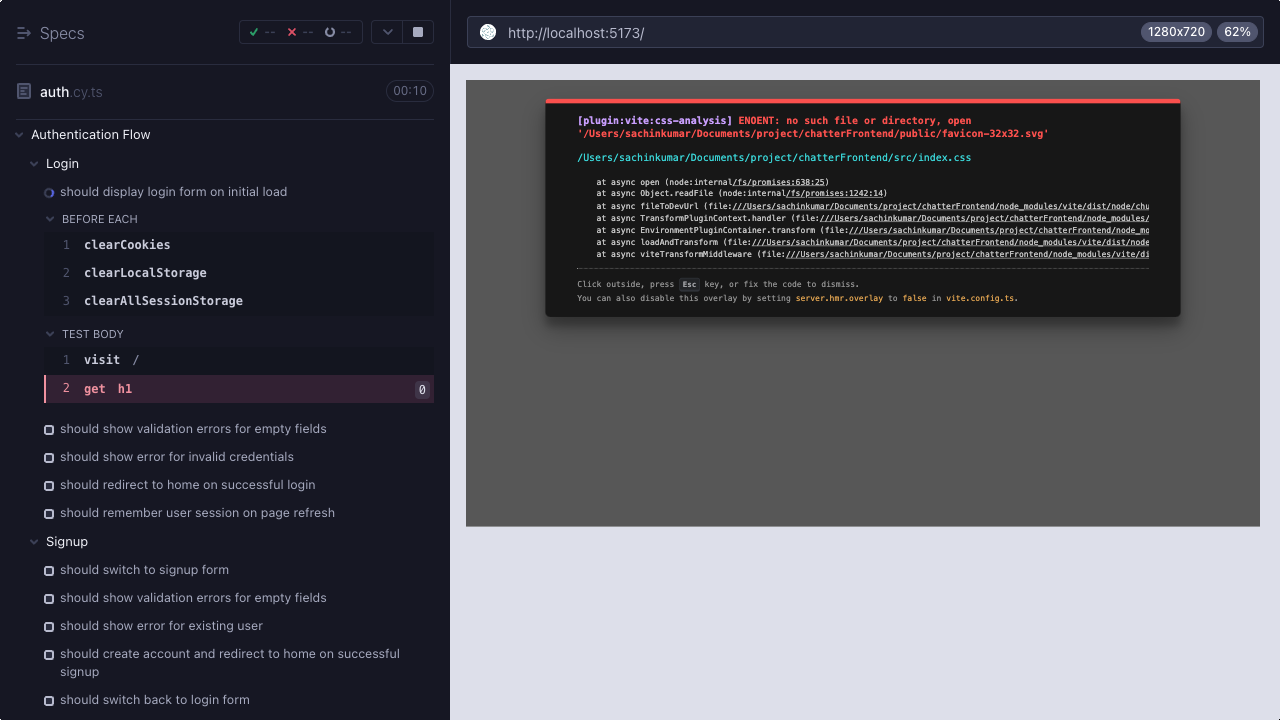 Specs
-- -- --
auth.cy.ts
00:10
Authentication Flow
Login
should display login form on initial load
BEFORE EACH
1 clearCookies
2 clearLocalStorage
3 clearAllSessionStorage
TEST BODY
1 visit /
2 get h1 0
should show validation errors for empty fields
should show error for invalid credentials
should redirect to home on successful login
should remember user session on page refresh
Signup
should switch to signup form
should show validation errors for empty fields
should show error for existing user
should create account and redirect to home on successful
signup
should switch back to login form
http://localhost:5173/
1280x720
62%
[plugin:vite:css-analysis] ENOENT: no such file or directory, open
'/Users/sachinkumar/Documents/project/chatterFrontend/public/favicon-32x32.svg'
/Users/sachinkumar/Documents/project/chatterFrontend/src/index.css
at async open (node:internal/fs/promises:638:25)
at async Object.readFile (node:internal/fs/promises:1242:14)
at async fileToDevUrl (file:///Users/sachinkumar/Documents/project/chatterFrontend/node_modules/vite/dist/node/chu
at async TransformPluginContext.handler (file:///Users/sachinkumar/Documents/project/chatterFrontend/node_modules/
at async EnvironmentPluginContainer.transform (file:///Users/sachinkumar/Documents/project/chatterFrontend/node_mo
at async loadAndTransform (file:///Users/sachinkumar/Documents/project/chatterFrontend/node_modules/vite/dist/node
at async viteTransformMiddleware (file:///Users/sachinkumar/Documents/project/chatterFrontend/node_modules/vite/di
Click outside, press Esc key, or fix the code to dismiss.
You can also disable this overlay by setting server.hmr.overlay to false in vite.config.ts.